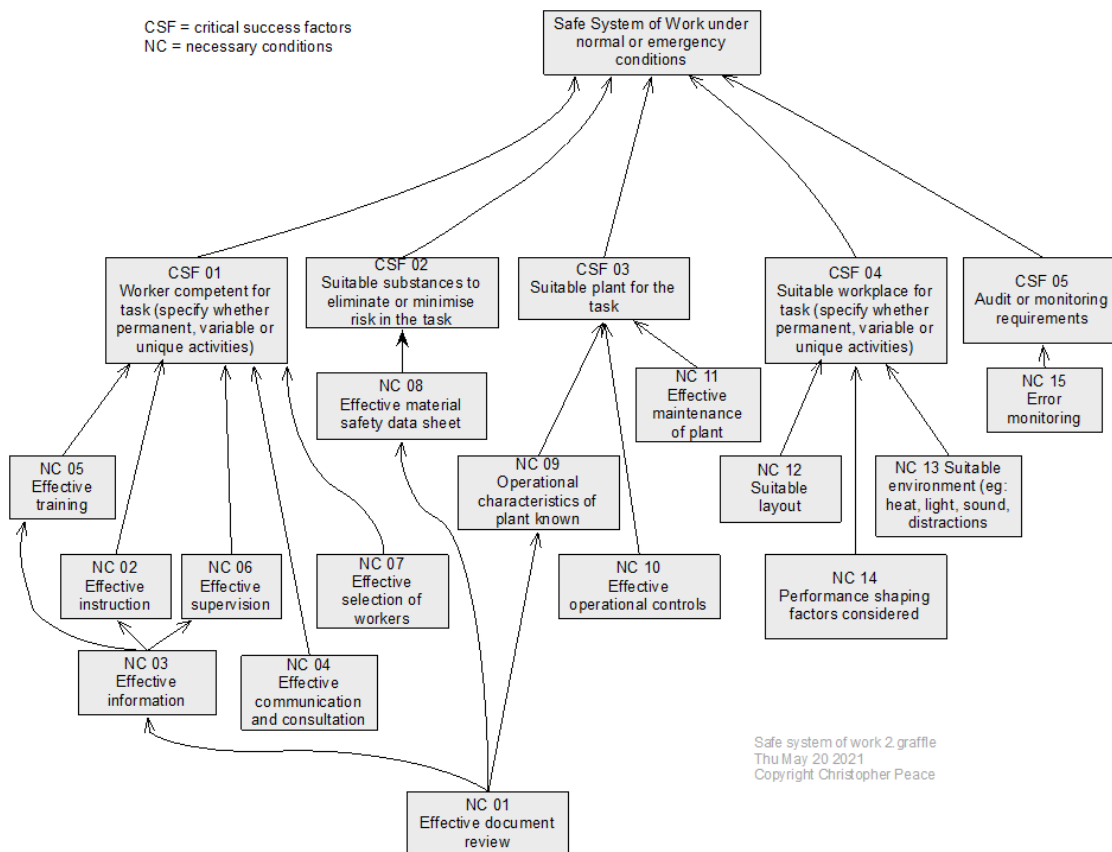 CSF = critical success factors
NC = necessary conditions
Safe System of Work under
normal or emergency
conditions
CSF 01
Worker competent for
task (specify whether
permanent, variable or
unique activities)
CSF 02
Suitable substances to
eliminate or minimise
risk in the task
CSF 03
Suitable plant for the
task
CSF 04
Suitable workplace for
task (specify whether
permanent, variable or
unique activities)
CSF 05
Audit or monitoring
requirements
NC 08
Effective material
safety data sheet
NC 11
Effective
maintenance
of plant
NC 15
Error
monitoring
NC 05
Effective
training
NC 09
Operational
characteristics of
plant known
NC 12
Suitable
layout
NC 13 Suitable
environment (eg:
heat, light, sound,
distractions
NC 02
Effective
instruction
NC 06
Effective
supervision
NC 07
Effective
selection of
workers
NC 10
Effective
operational controls
NC 14
Performance shaping
factors considered
NC 03
Effective
information
NC 04
Effective
communication
and consultation
Safe system of work 2.graffle
Thu May 20 2021
Copyright Christopher Peace
NC 01
Effective document
review